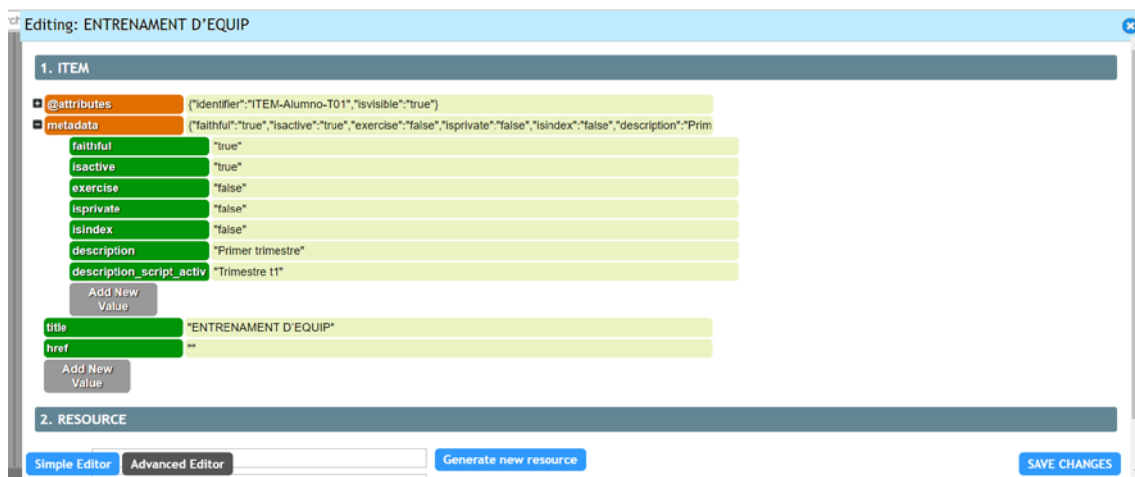 Editing: ENTRENAMENT D'EQUIP
1. ITEM
@attributes {"identifier":"ITEM-Alumno-T01","isvisible":"true"}
metadata {"faithful":"true","isactive":"true","exercise":"false","isprivate":"false","isindex":"false","description":"Prim
faithful "true"
isactive "true"
exercise "false"
isprivate "false"
isindex "false"
description "Primer trimestre"
description_script_activ "Trimestre t1"
Add New
Value
title "ENTRENAMENT D'EQUIP"
href ""
Add New
Value
2. RESOURCE
Simple Editor Advanced Editor Generate new resource SAVE CHANGES